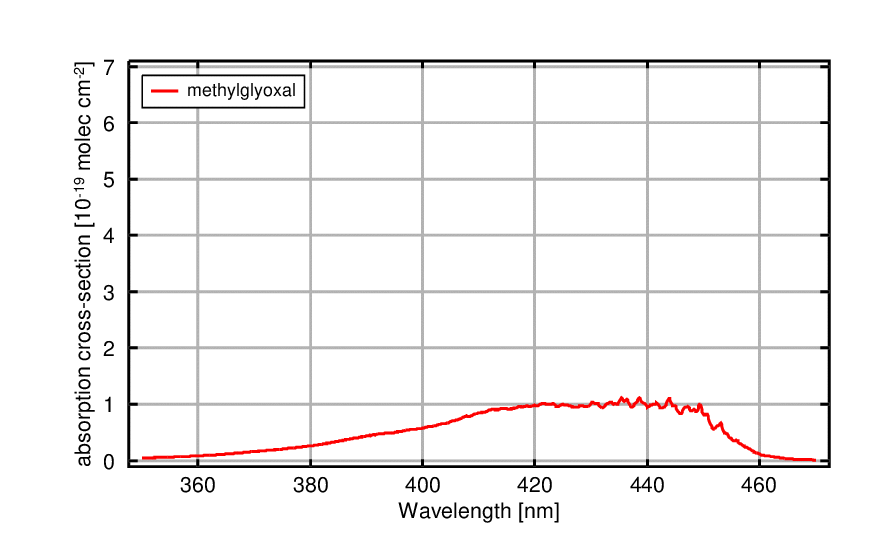 7
methylglyoxal
6
5
4
3
2
1
0
absorption cross-section [10⁻¹⁹ molec cm⁻²]
360 380 400 420 440 460
Wavelength [nm]